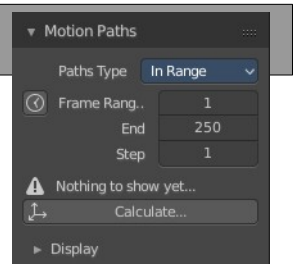 Motion Paths
Paths Type In Range
Frame Rang.. 1
End 250
Step 1
Nothing to show yet...
Calculate...
Display